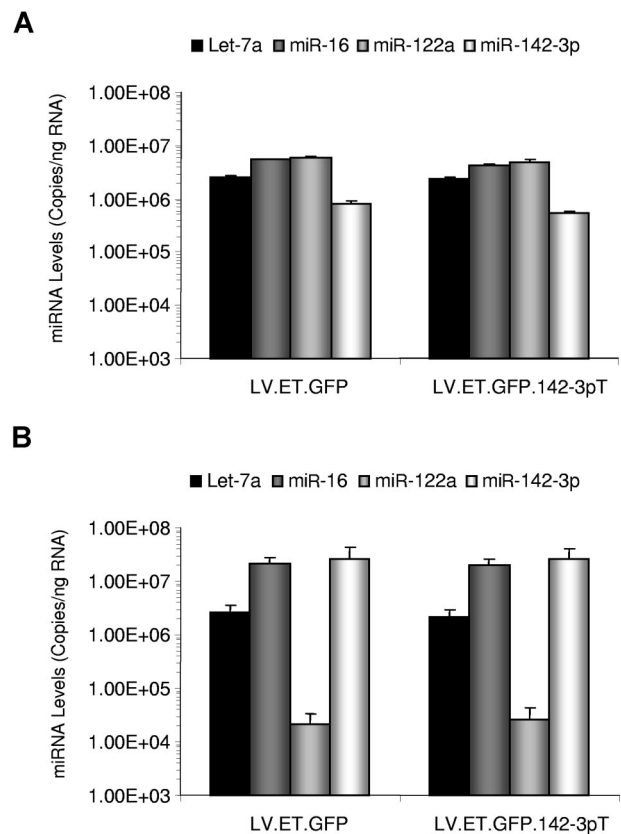 A
Let-7a miR-16 miR-122a miR-142-3p
miRNA Levels (Copies/ng RNA)
1.00E+08
1.00E+07
1.00E+06
1.00E+05
1.00E+04
1.00E+03
LV.ET.GFP LV.ET.GFP.142-3pT
B
Let-7a miR-16 miR-122a miR-142-3p
miRNA Levels (Copies/ng RNA)
1.00E+08
1.00E+07
1.00E+06
1.00E+05
1.00E+04
1.00E+03
LV.ET.GFP LV.ET.GFP.142-3pT